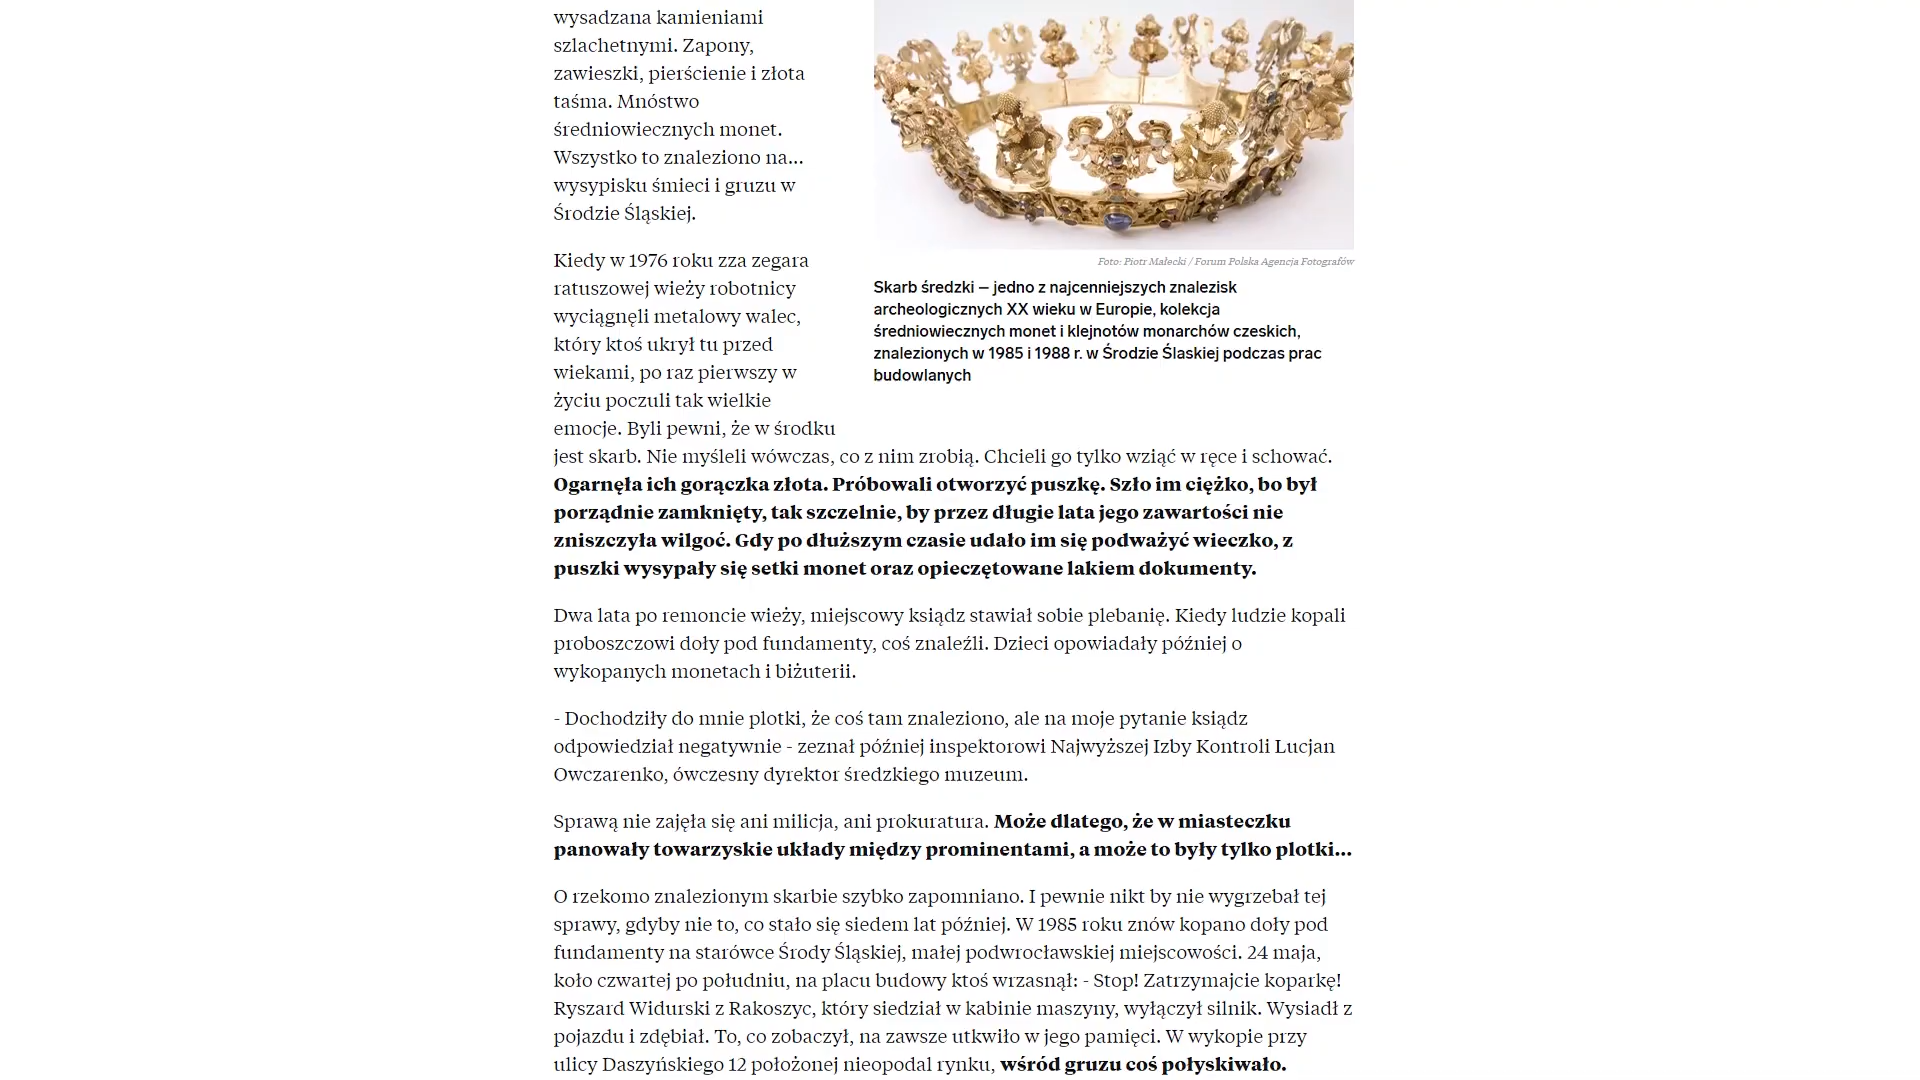 wysadzana kamieniami
szlachetnymi. Zapony,
zawieszki, pierścienie i złota
taśma. Mnóstwo
średniowiecznych monet.
Wszystko to znaleziono na...
wysypisku śmieci i gruzu w
Środzie Śląskiej.
Kiedy w 1976 roku zza zegara
ratuszowej wieży robotnicy
wyciągnęli metalowy walec,
który ktoś ukrył tu przed
wiekami, po raz pierwszy w
życiu poczuli tak wielkie
emocje. Byli pewni, że w środku
jest skarb. Nie myśleli wówczas, co z nim zrobią. Chcieli go tylko wziąć w ręce i schować.
Ogarnęła ich gorączka złota. Próbowali otworzyć puszkę. Szło im ciężko, bo był
porządnie zamknięty, tak szczelnie, by przez długie lata jego zawartości nie
zniszczyła wilgoć. Gdy po dłuższym czasie udało im się podważyć wieczko, z
puszki wysypały się setki monet oraz opieczętowane lakiem dokumenty.
Foto: Piotr Małecki / Forum Polska Agencja Fotografów
Skarb średzki – jedno z najcenniejszych znalezisk
archeologicznych XX wieku w Europie, kolekcja
średniowiecznych monet i klejnotów monarchów czeskich,
znalezionych w 1985 i 1988 r. w Środzie Ślaskiej podczas prac
budowlanych
Dwa lata po remoncie wieży, miejscowy ksiądz stawiał sobie plebanię. Kiedy ludzie kopali
proboszczowi doły pod fundamenty, coś znaleźli. Dzieci opowiadały później o
wykopanych monetach i biżuterii.
- Dochodziły do mnie plotki, że coś tam znaleziono, ale na moje pytanie ksiądz
odpowiedział negatywnie - zeznał później inspektorowi Najwyższej Izby Kontroli Lucjan
Owczarenko, ówczesny dyrektor średzkiego muzeum.
Sprawą nie zajęła się ani milicja, ani prokuratura. Może dlatego, że w miasteczku
panowały towarzyskie układy między prominentami, a może to były tylko plotki...
O rzekomo znalezionym skarbie szybko zapomniano. I pewnie nikt by nie wygrzebał tej
sprawy, gdyby nie to, co stało się siedem lat później. W 1985 roku znów kopano doły pod
fundamenty na starówce Środy Śląskiej, małej podwrocławskiej miejscowości. 24 maja,
koło czwartej po południu, na placu budowy ktoś wrzasnął: - Stop! Zatrzymajcie koparkę!
Ryszard Widurski z Rakoszyc, który siedział w kabinie maszyny, wyłączył silnik. Wysiadł z
pojazdu i zdębiał. To, co zobaczył, na zawsze utkwiło w jego pamięci. W wykopie przy
ulicy Daszyńskiego 12 położonej nieopodal rynku, wśród gruzu coś połyskiwało.